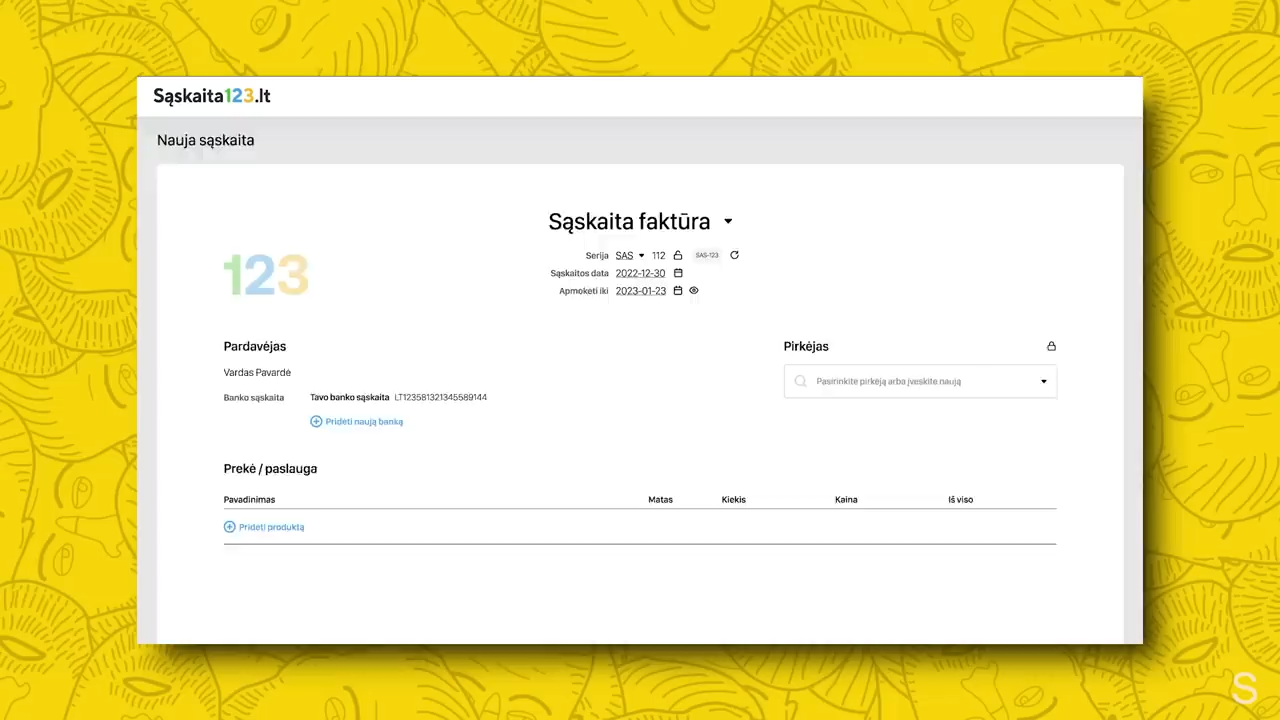 Sąskaita123.lt
Nauja sąskaita
Sąskaita faktūra
123
Serija SAS 112 SAS-123
Sąskaitos data 2022-12-30
Apmokėti iki 2023-01-23
Pardavėjas
Vardas Pavardė
Banko sąskaita Tavo banko sąskaita LT123581321345589144
Pridėti naują banką
Pirkėjas
Pasirinkite pirkėją arba įveskite naują
Prekė / paslauga
Pavadinimas Matas Kiekis Kaina Iš viso
Pridėti produktą
S